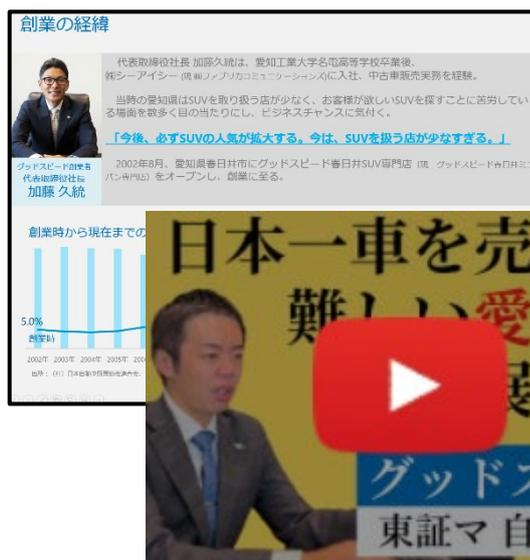 創業の経緯
代表取締役社長 加藤久統は、愛知工業大学名電高等学校卒業後、
㈱シーアイシー (現 ㈱ファブリカコミュニケーションズ)に入社、中古車販売実務を経験。
当時の愛知県はSUVを取り扱う店が少なく、お客様が欲しいSUVを探すことに苦労してい
る場面を数多く目の当たりにし、ビジネスチャンスに気付く。
「今後、必ずSUVの人気が拡大する。今は、SUVを扱う店が少なすぎる。」
2002年8月、愛知県春日井市にグッドスピード春日井SUV専門店 (現 グッドスピード春日井ミニ
バン専門店) をオープンし、創業に至る。
グッドスピード創業者
代表取締役社長
加藤 久統
創業時から現在までの
5.0%
創業時
2002年 2003年 2004年 2005年
日本一車を売
難しい愛
グッドス
東証マ 自